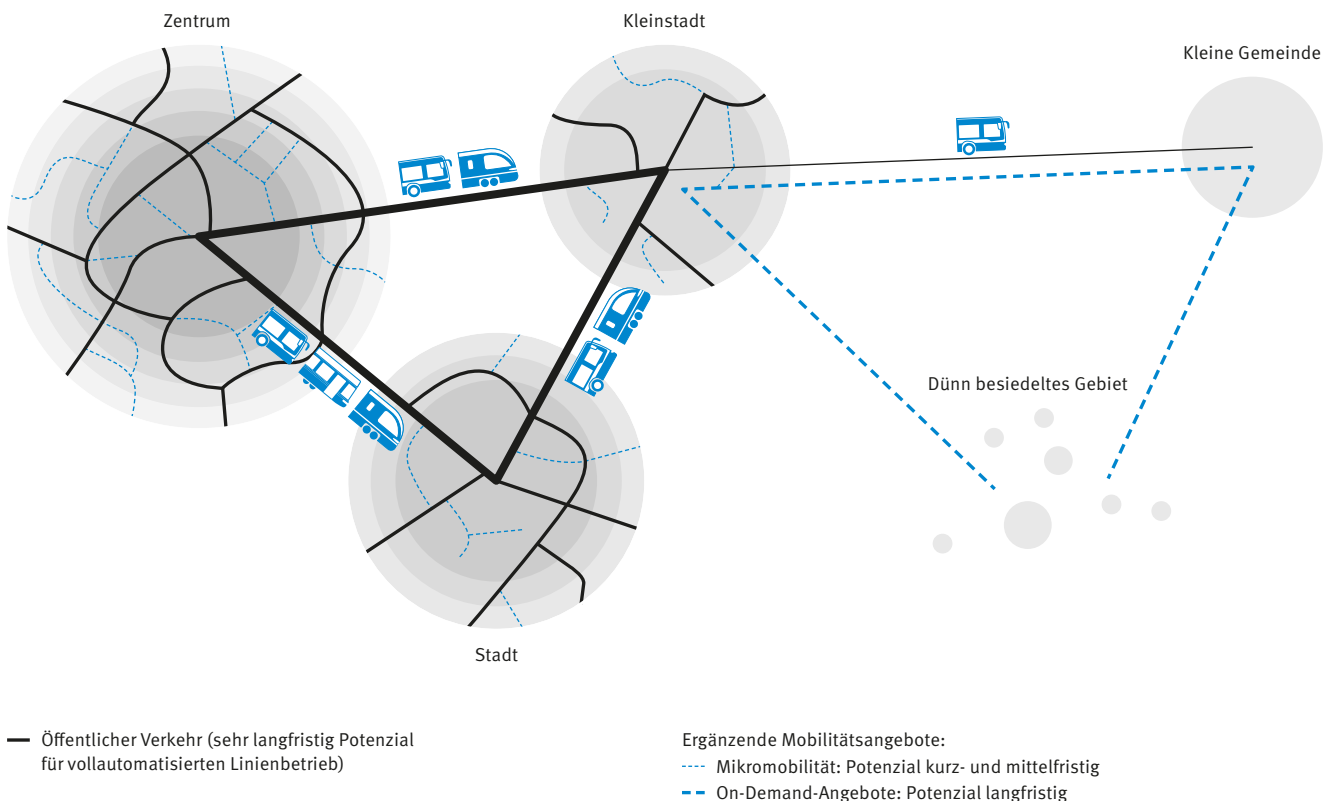 Zentrum
Kleinstadt
Kleine Gemeinde
Dünn besiedeltes Gebiet
Stadt
Öffentlicher Verkehr (sehr langfristig Potenzial
für vollautomatisierten Linienbetrieb)
Ergänzende Mobilitätsangebote:
Mikromobilität: Potenzial kurz- und mittelfristig
On-Demand-Angebote: Potenzial langfristig